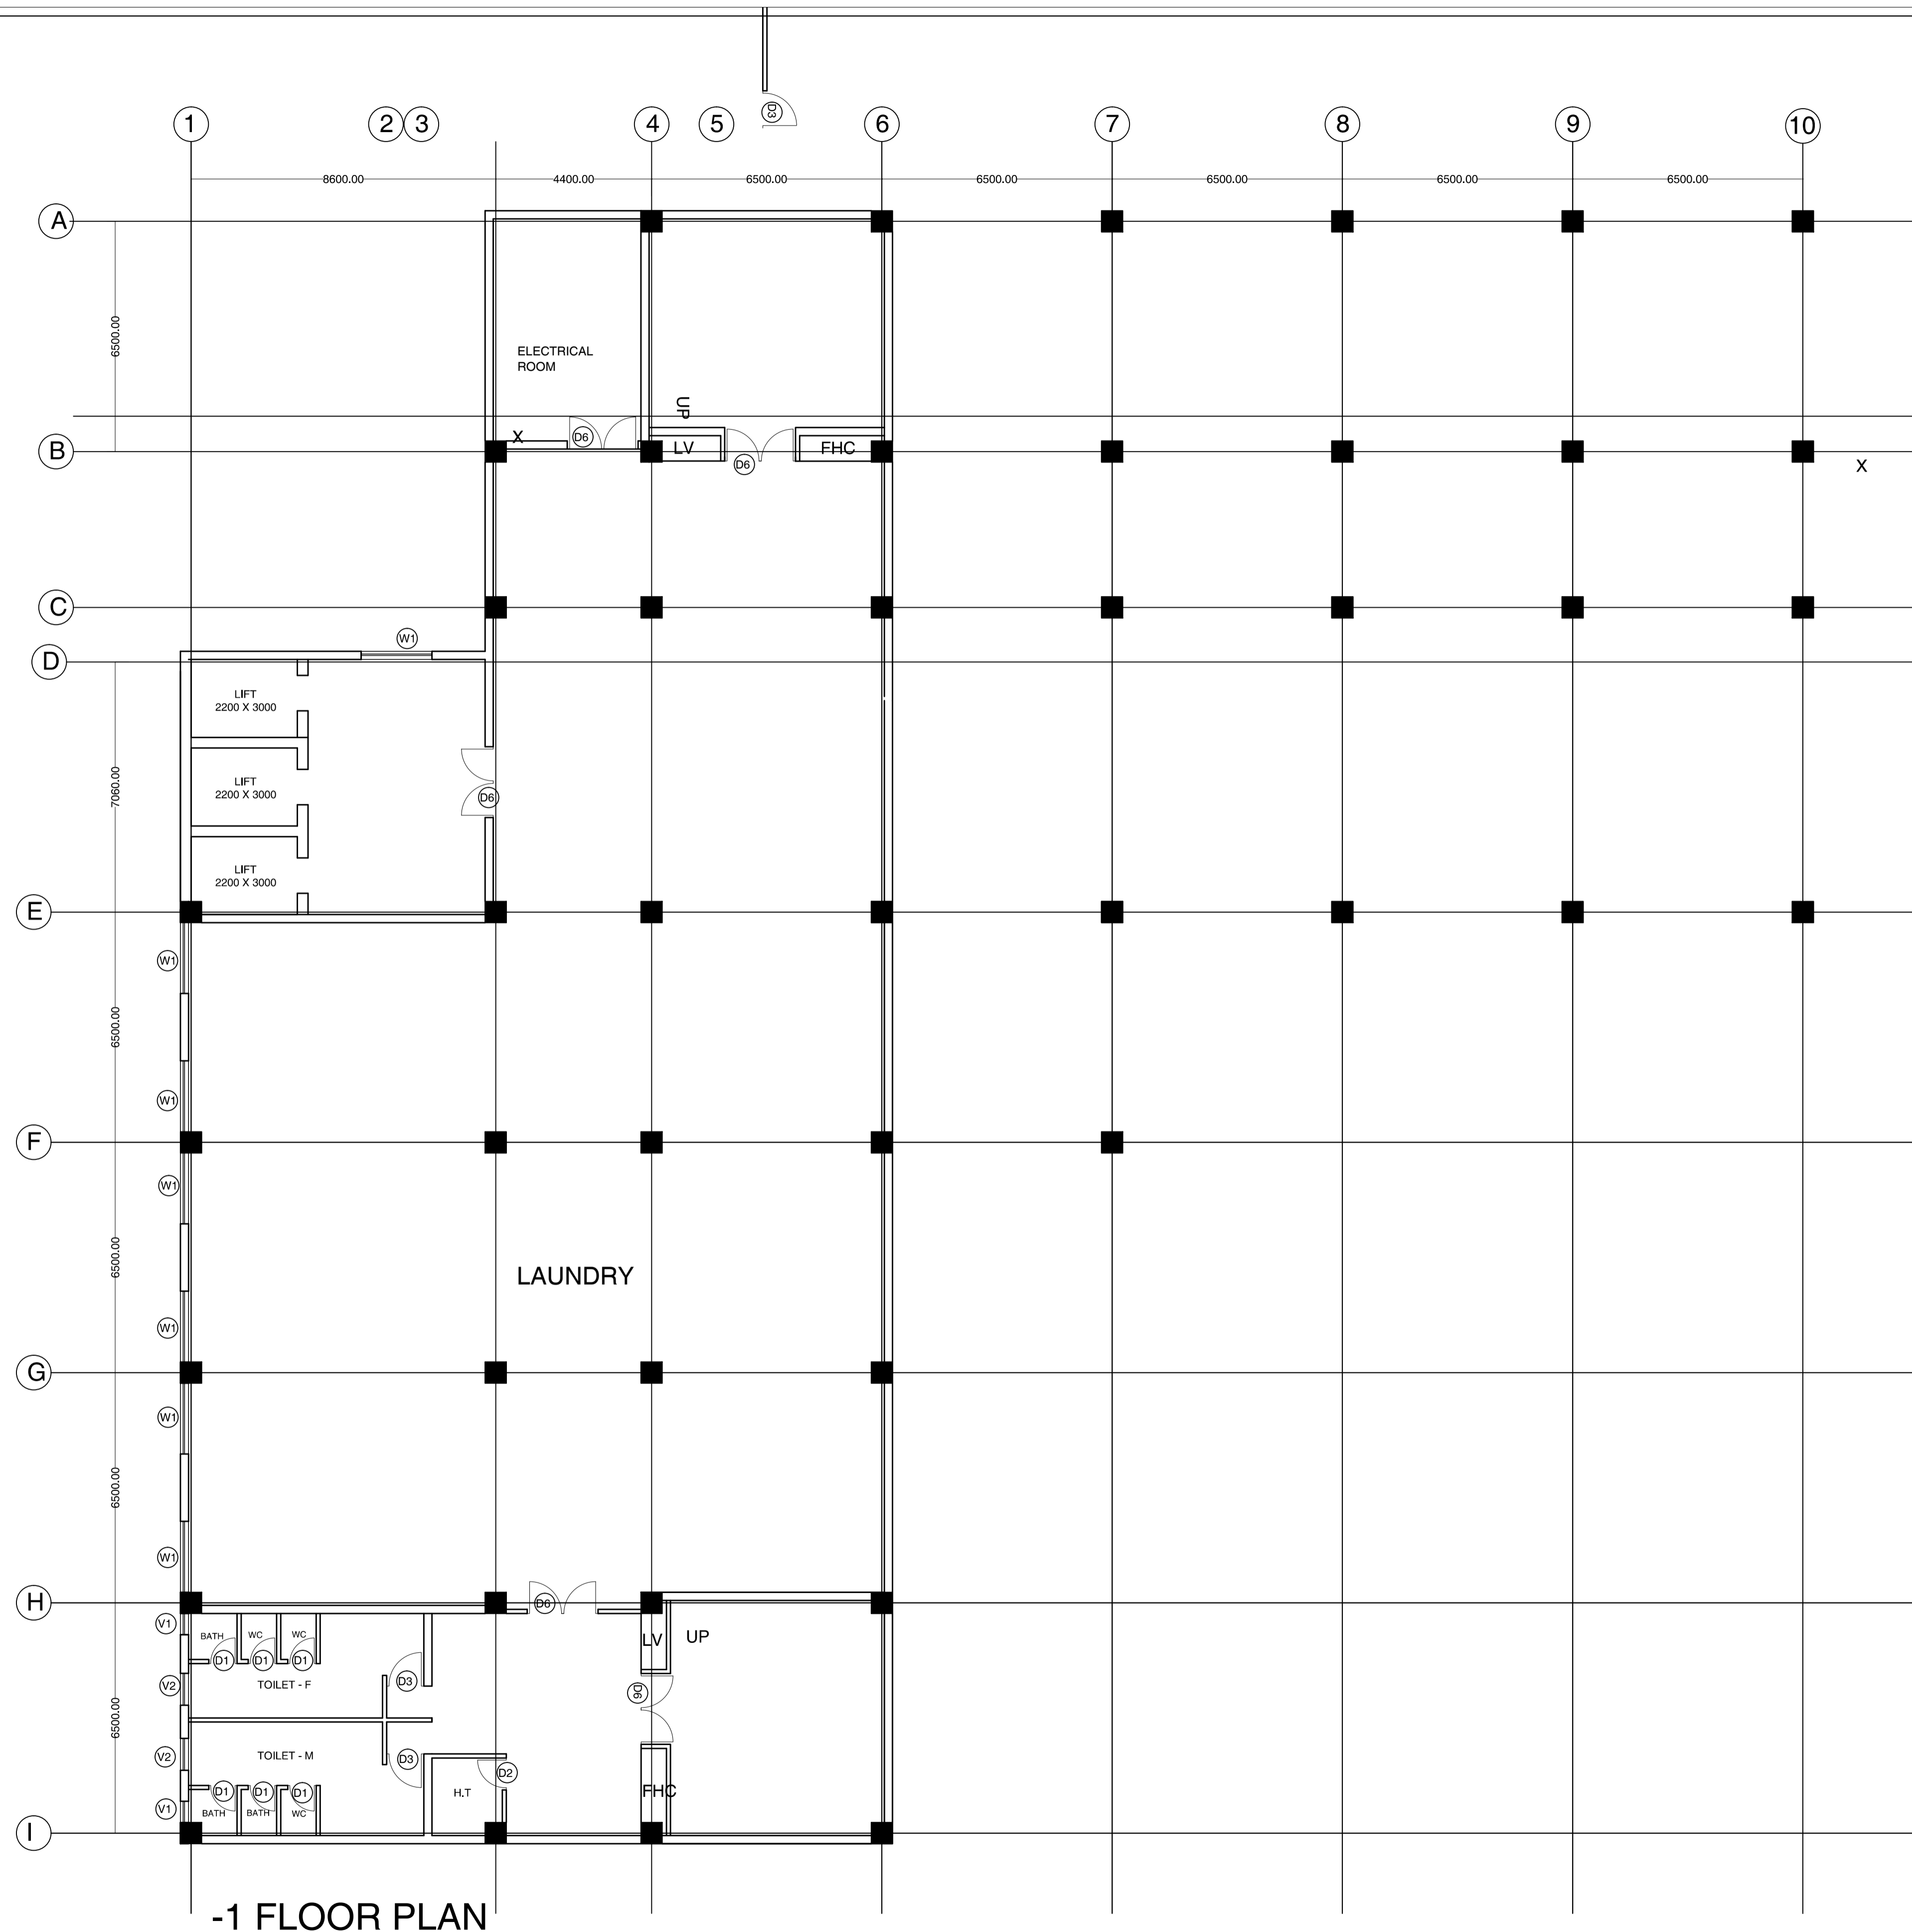 D3
1
2
3
4
5
6
7
8
9
10
8600.00
4400.00
6500.00
6500.00
6500.00
6500.00
6500.00
A
6500.00
ELECTRICAL
ROOM
UP
X
D6
B
LV
FHC
D6
X
C
W1
D
LIFT
2200 X 3000
7060.00
LIFT
2200 X 3000
D6
LIFT
2200 X 3000
E
W1
6500.00
W1
F
W1
6500.00
LAUNDRY
W1
G
W1
6500.00
W1
H
D6
V1
BATH
WC
WC
LV
UP
D1
D1
D1
V2
TOILET - F
D3
D6
6500.00
V2
TOILET - M
D3
D2
D1
D1
D1
H.T
FHC
V1
BATH
BATH
WC
I
-1 FLOOR PLAN